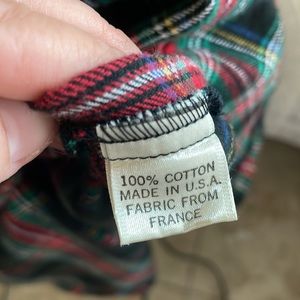 100% COTTON
MADE IN U.S.A.
FABRIC FROM
FRANCE